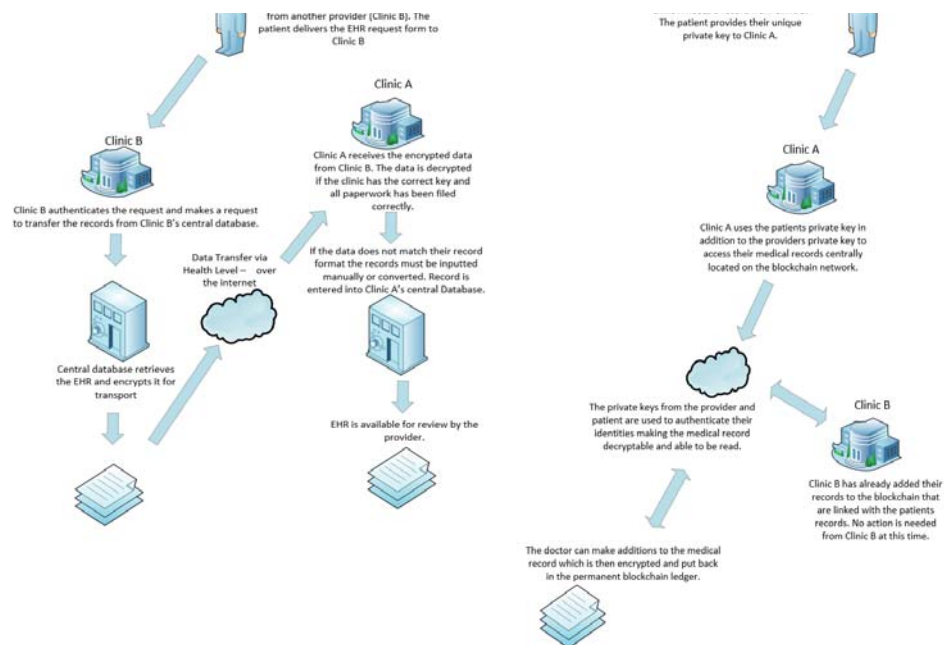 from another provider (Clinic B). The
patient delivers the EHR request form to
Clinic B
Clinic B
Clinic B authenticates the request and makes a request
to transfer the records from Clinic B's central database.
Central database retrieves
the EHR and encrypts it for
transport
Data Transfer via
Health Level – over
the internet
Clinic A
Clinic A receives the encrypted data
from Clinic B. The data is decrypted
if the clinic has the correct key and
all paperwork has been filed
correctly.
If the data does not match their record
format the records must be inputted
manually or converted. Record is
entered into Clinic A's central Database.
EHR is available for review by the
provider.
The patient provides their unique
private key to Clinic A.
Clinic A
Clinic A uses the patients private key in
addition to the providers private key to
access their medical records centrally
located on the blockchain network.
The private keys from the provider and
patient are used to authenticate their
identities making the medical record
decryptable and able to be read.
Clinic B
Clinic B has already added their
records to the blockchain that
are linked with the patients
records. No action is needed
from Clinic B at this time.
The doctor can make additions to the medical
record which is then encrypted and put back
in the permanent blockchain ledger.